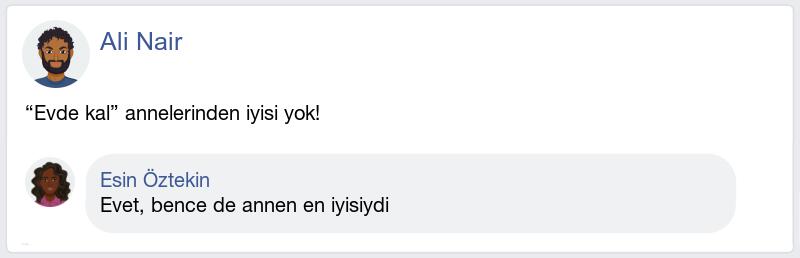 Ali Nair
“Evde kal” annelerinden iyisi yok!
Esin Öztekin
Evet, bence de annen en iyisiydi